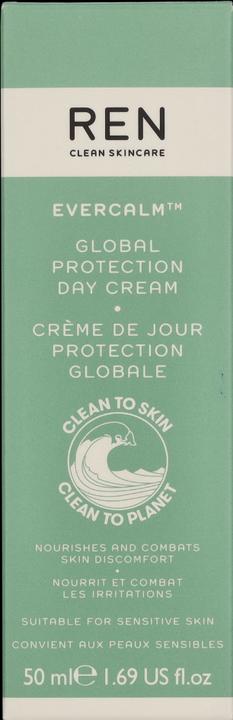 REN
CLEAN SKINCARE
EVERCALM™
GLOBAL
PROTECTION
DAY CREAM
•
CRÈME DE JOUR
PROTECTION
GLOBALE
CLEAN TO SKIN
CLEAN TO PLANET
NOURISHES AND COMBATS
SKIN DISCOMFORT
•
NOURRIT ET COMBAT
LES IRRITATIONS
SUITABLE FOR SENSITIVE SKIN
CONVIENT AUX PEAUX SENSIBLES
50 ml℮ 1.69 US fl.oz